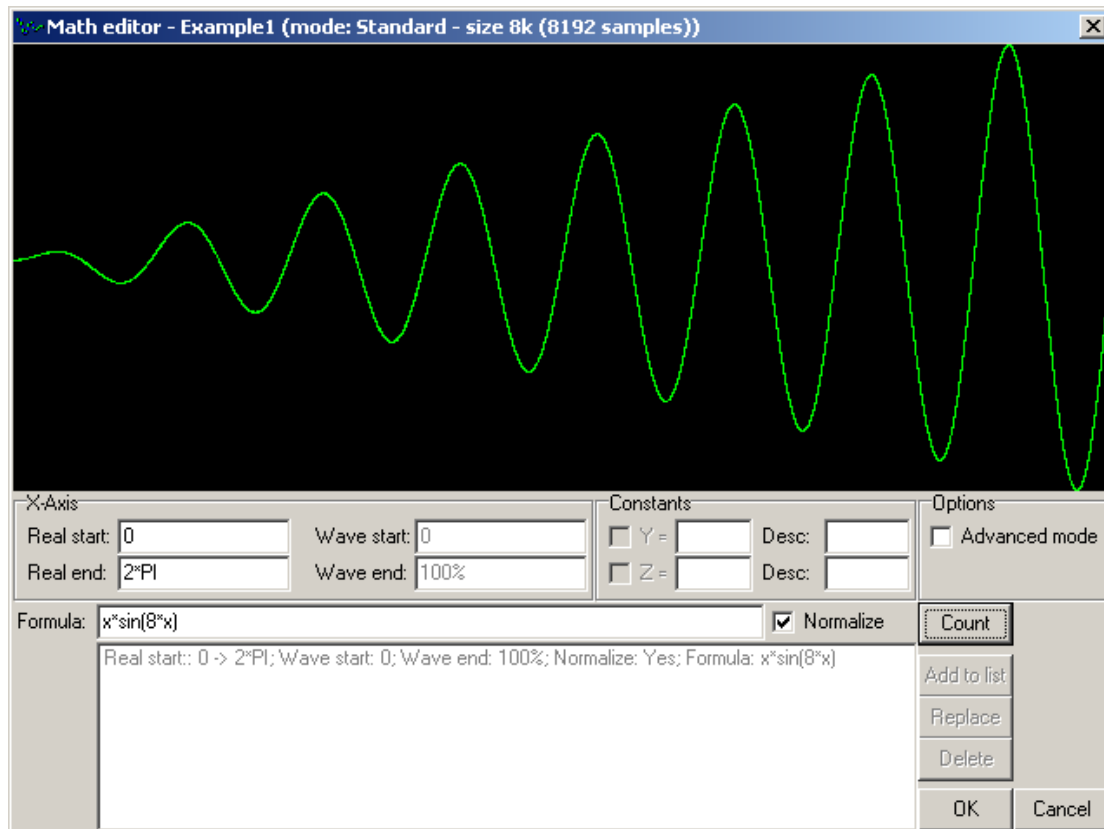 Math editor - Example1 (mode: Standard - size 8k (8192 samples))
X-Axis
Constants
Options
Real start: 0
Wave start: 0
Y =
Desc:
Advanced mode
Real end: 2*PI
Wave end: 100%
Z =
Desc:
Formula: x*sin(8*x)
Normalize
Count
Real start:: 0 -> 2*PI; Wave start: 0; Wave end: 100%; Normalize: Yes; Formula: x*sin(8*x)
Add to list
Replace
Delete
OK
Cancel